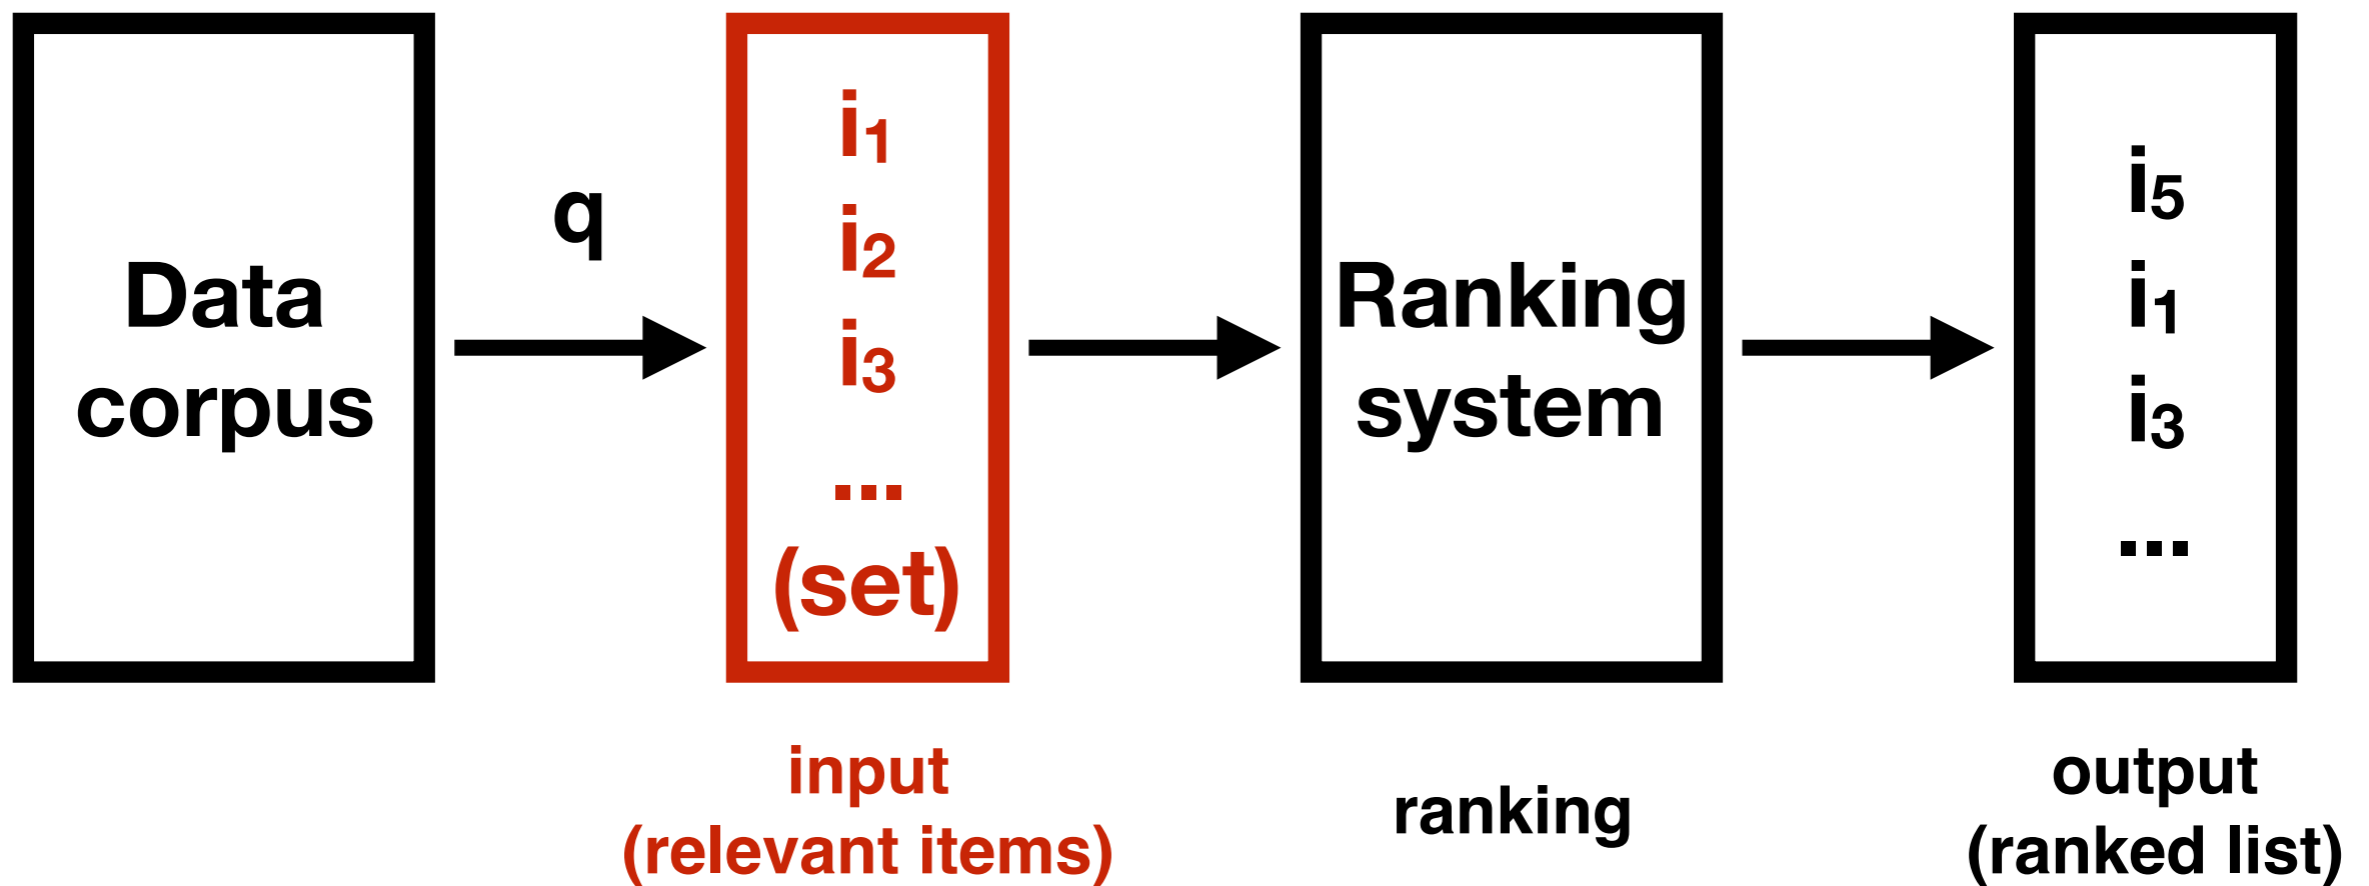 Data
corpus
q
i₁
i₂
i₃
...
(set)
input
(relevant items)
Ranking
system
ranking
i₅
i₁
i₃
...
output
(ranked list)